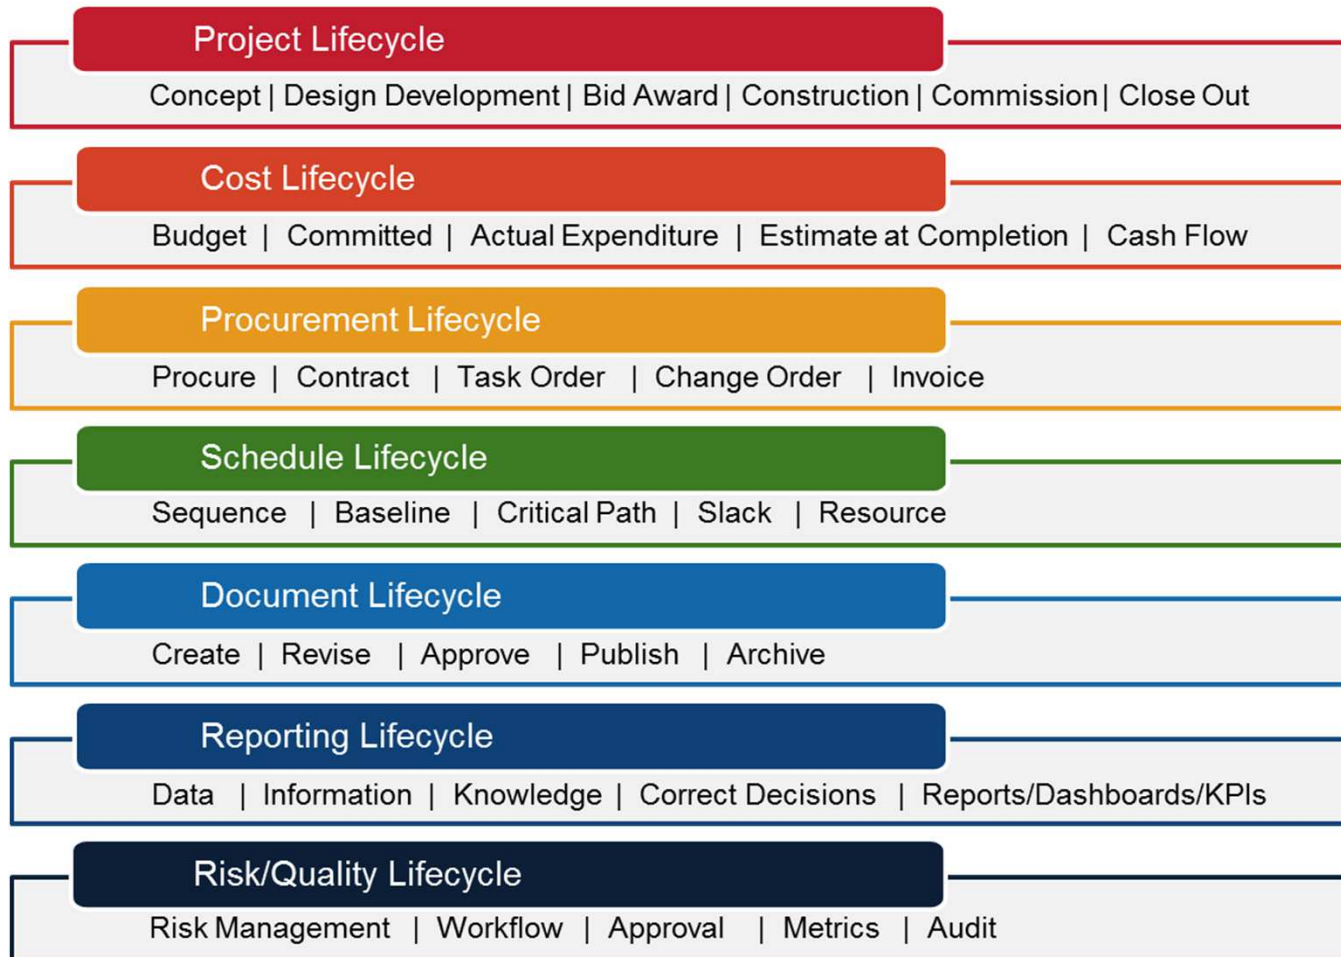 Project Lifecycle
Concept | Design Development | Bid Award | Construction | Commission | Close Out
Cost Lifecycle
Budget | Committed | Actual Expenditure | Estimate at Completion | Cash Flow
Procurement Lifecycle
Procure | Contract | Task Order | Change Order | Invoice
Schedule Lifecycle
Sequence | Baseline | Critical Path | Slack | Resource
Document Lifecycle
Create | Revise | Approve | Publish | Archive
Reporting Lifecycle
Data | Information | Knowledge | Correct Decisions | Reports/Dashboards/KPIs
Risk/Quality Lifecycle
Risk Management | Workflow | Approval | Metrics | Audit